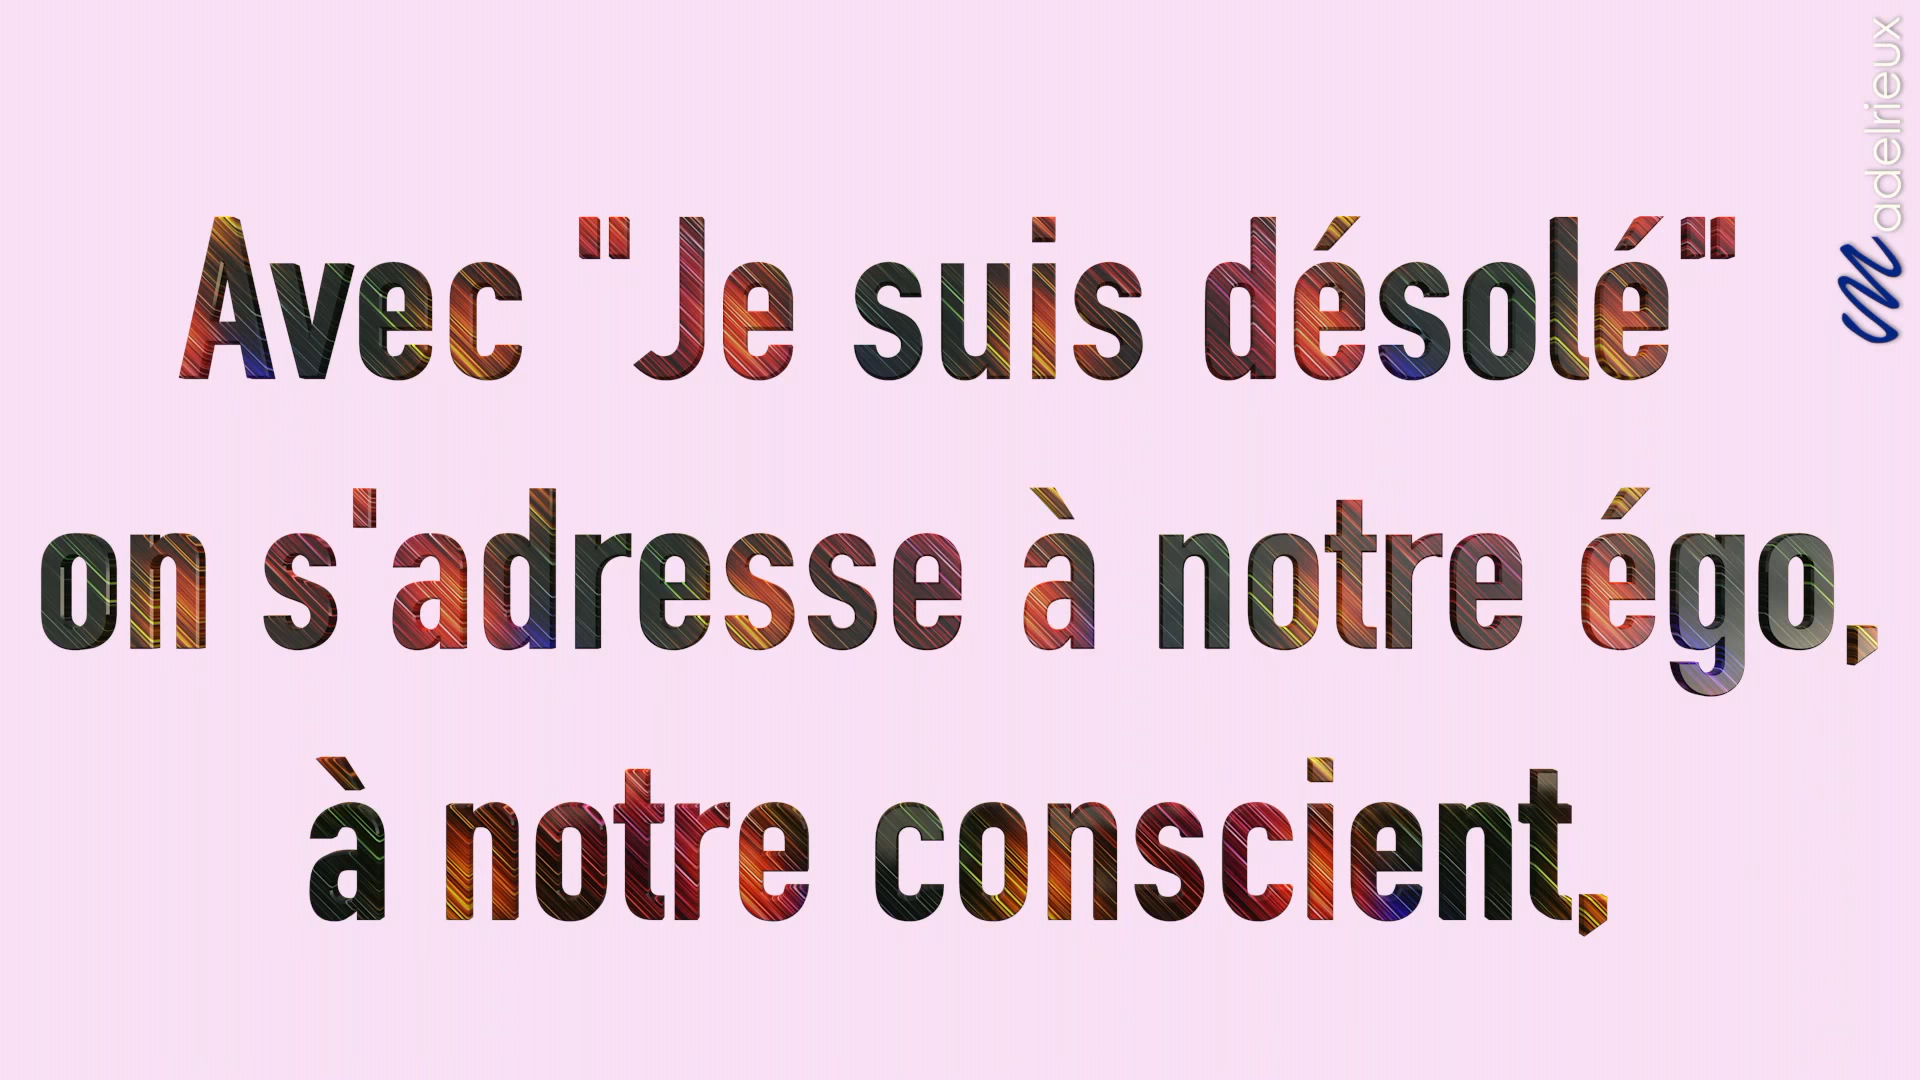 Avec "Je suis désolé"
on s'adresse à notre égo,
à notre conscient,
Madelrieux